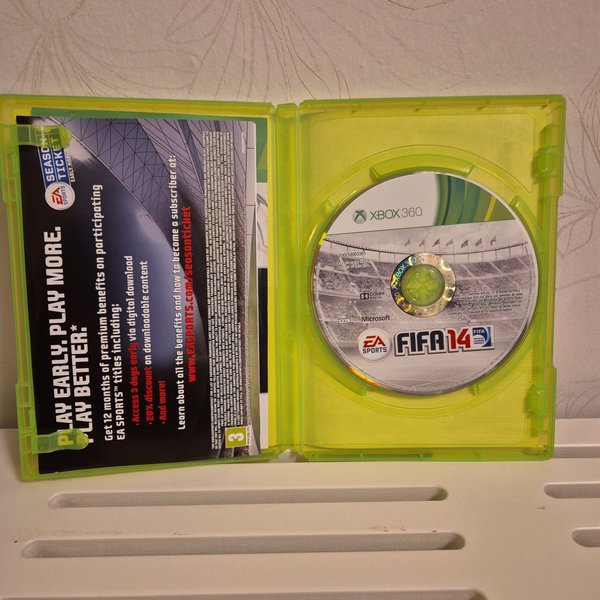 SEASON
TICKET
EA
SPORTS
PLAY EARLY. PLAY MORE.
PLAY BETTER.*
Get 12 months of premium benefits on participating
EA SPORTS™ titles including:
• Access 3 days early via digital download
• 20% discount on downloadable content
• And more!
Learn about all the benefits and how to become a subscriber at:
www.EASPORTS.com/seasonticket
3
XBOX 360
Microsoft
EA
SPORTS
FIFA 14
FIFA